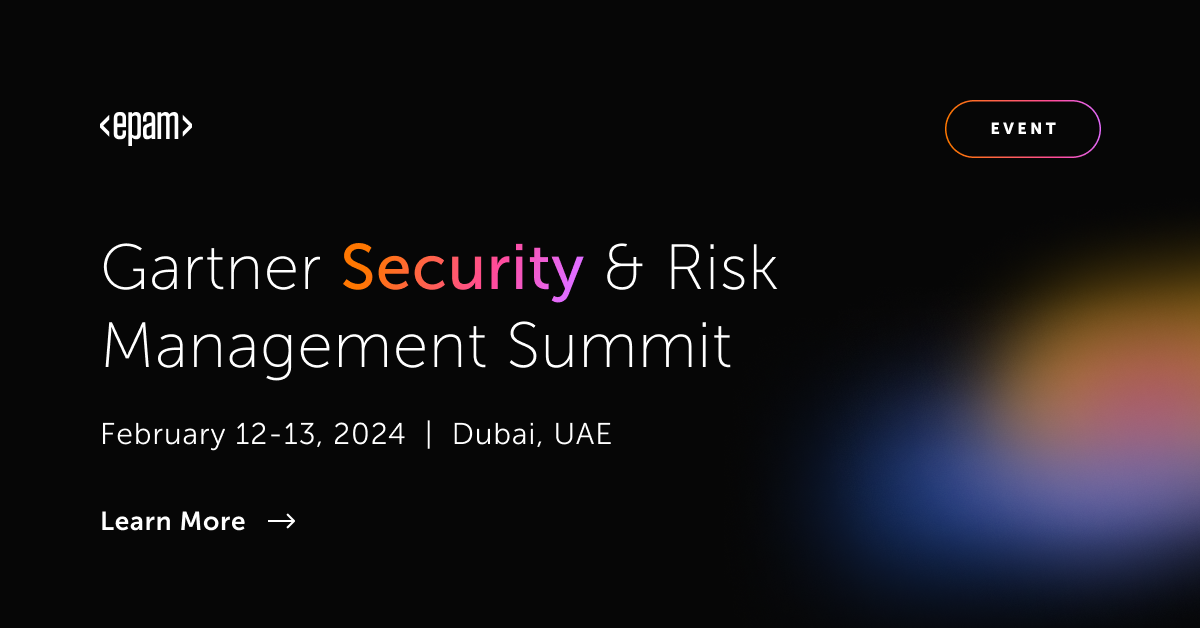 <epam>
EVENT
Gartner Security & Risk
Management Summit
February 12-13, 2024 | Dubai, UAE
Learn More →